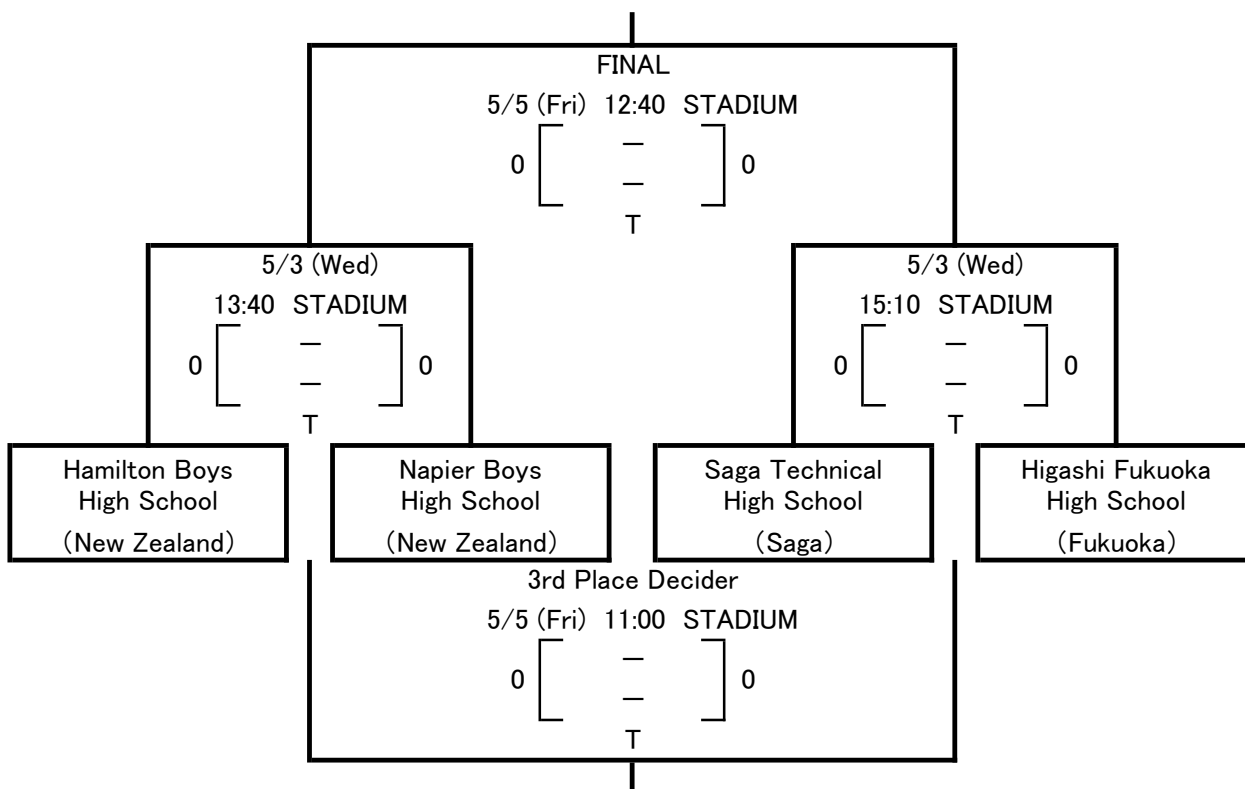 FINAL
5/5 (Fri) 12:40 STADIUM
0 — 0
—
T
5/3 (Wed)
13:40 STADIUM
0 — 0
—
T
5/3 (Wed)
15:10 STADIUM
0 — 0
—
T
Hamilton Boys
High School
(New Zealand)
Napier Boys
High School
(New Zealand)
Saga Technical
High School
(Saga)
Higashi Fukuoka
High School
(Fukuoka)
3rd Place Decider
5/5 (Fri) 11:00 STADIUM
0 — 0
—
T